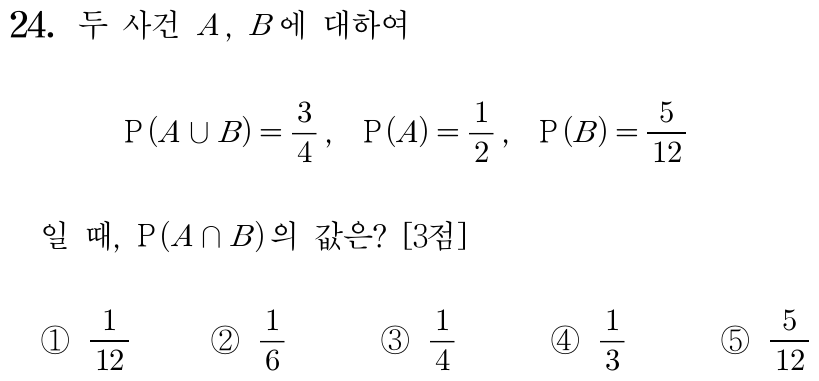 24. 두 사건 A, B에 대하여
P(A∪B)=3/4, P(A)=1/2, P(B)=5/12
일 때, P(A∩B)의 값은? [3점]
① 1/12 ② 1/6 ③ 1/4 ④ 1/3 ⑤ 5/12